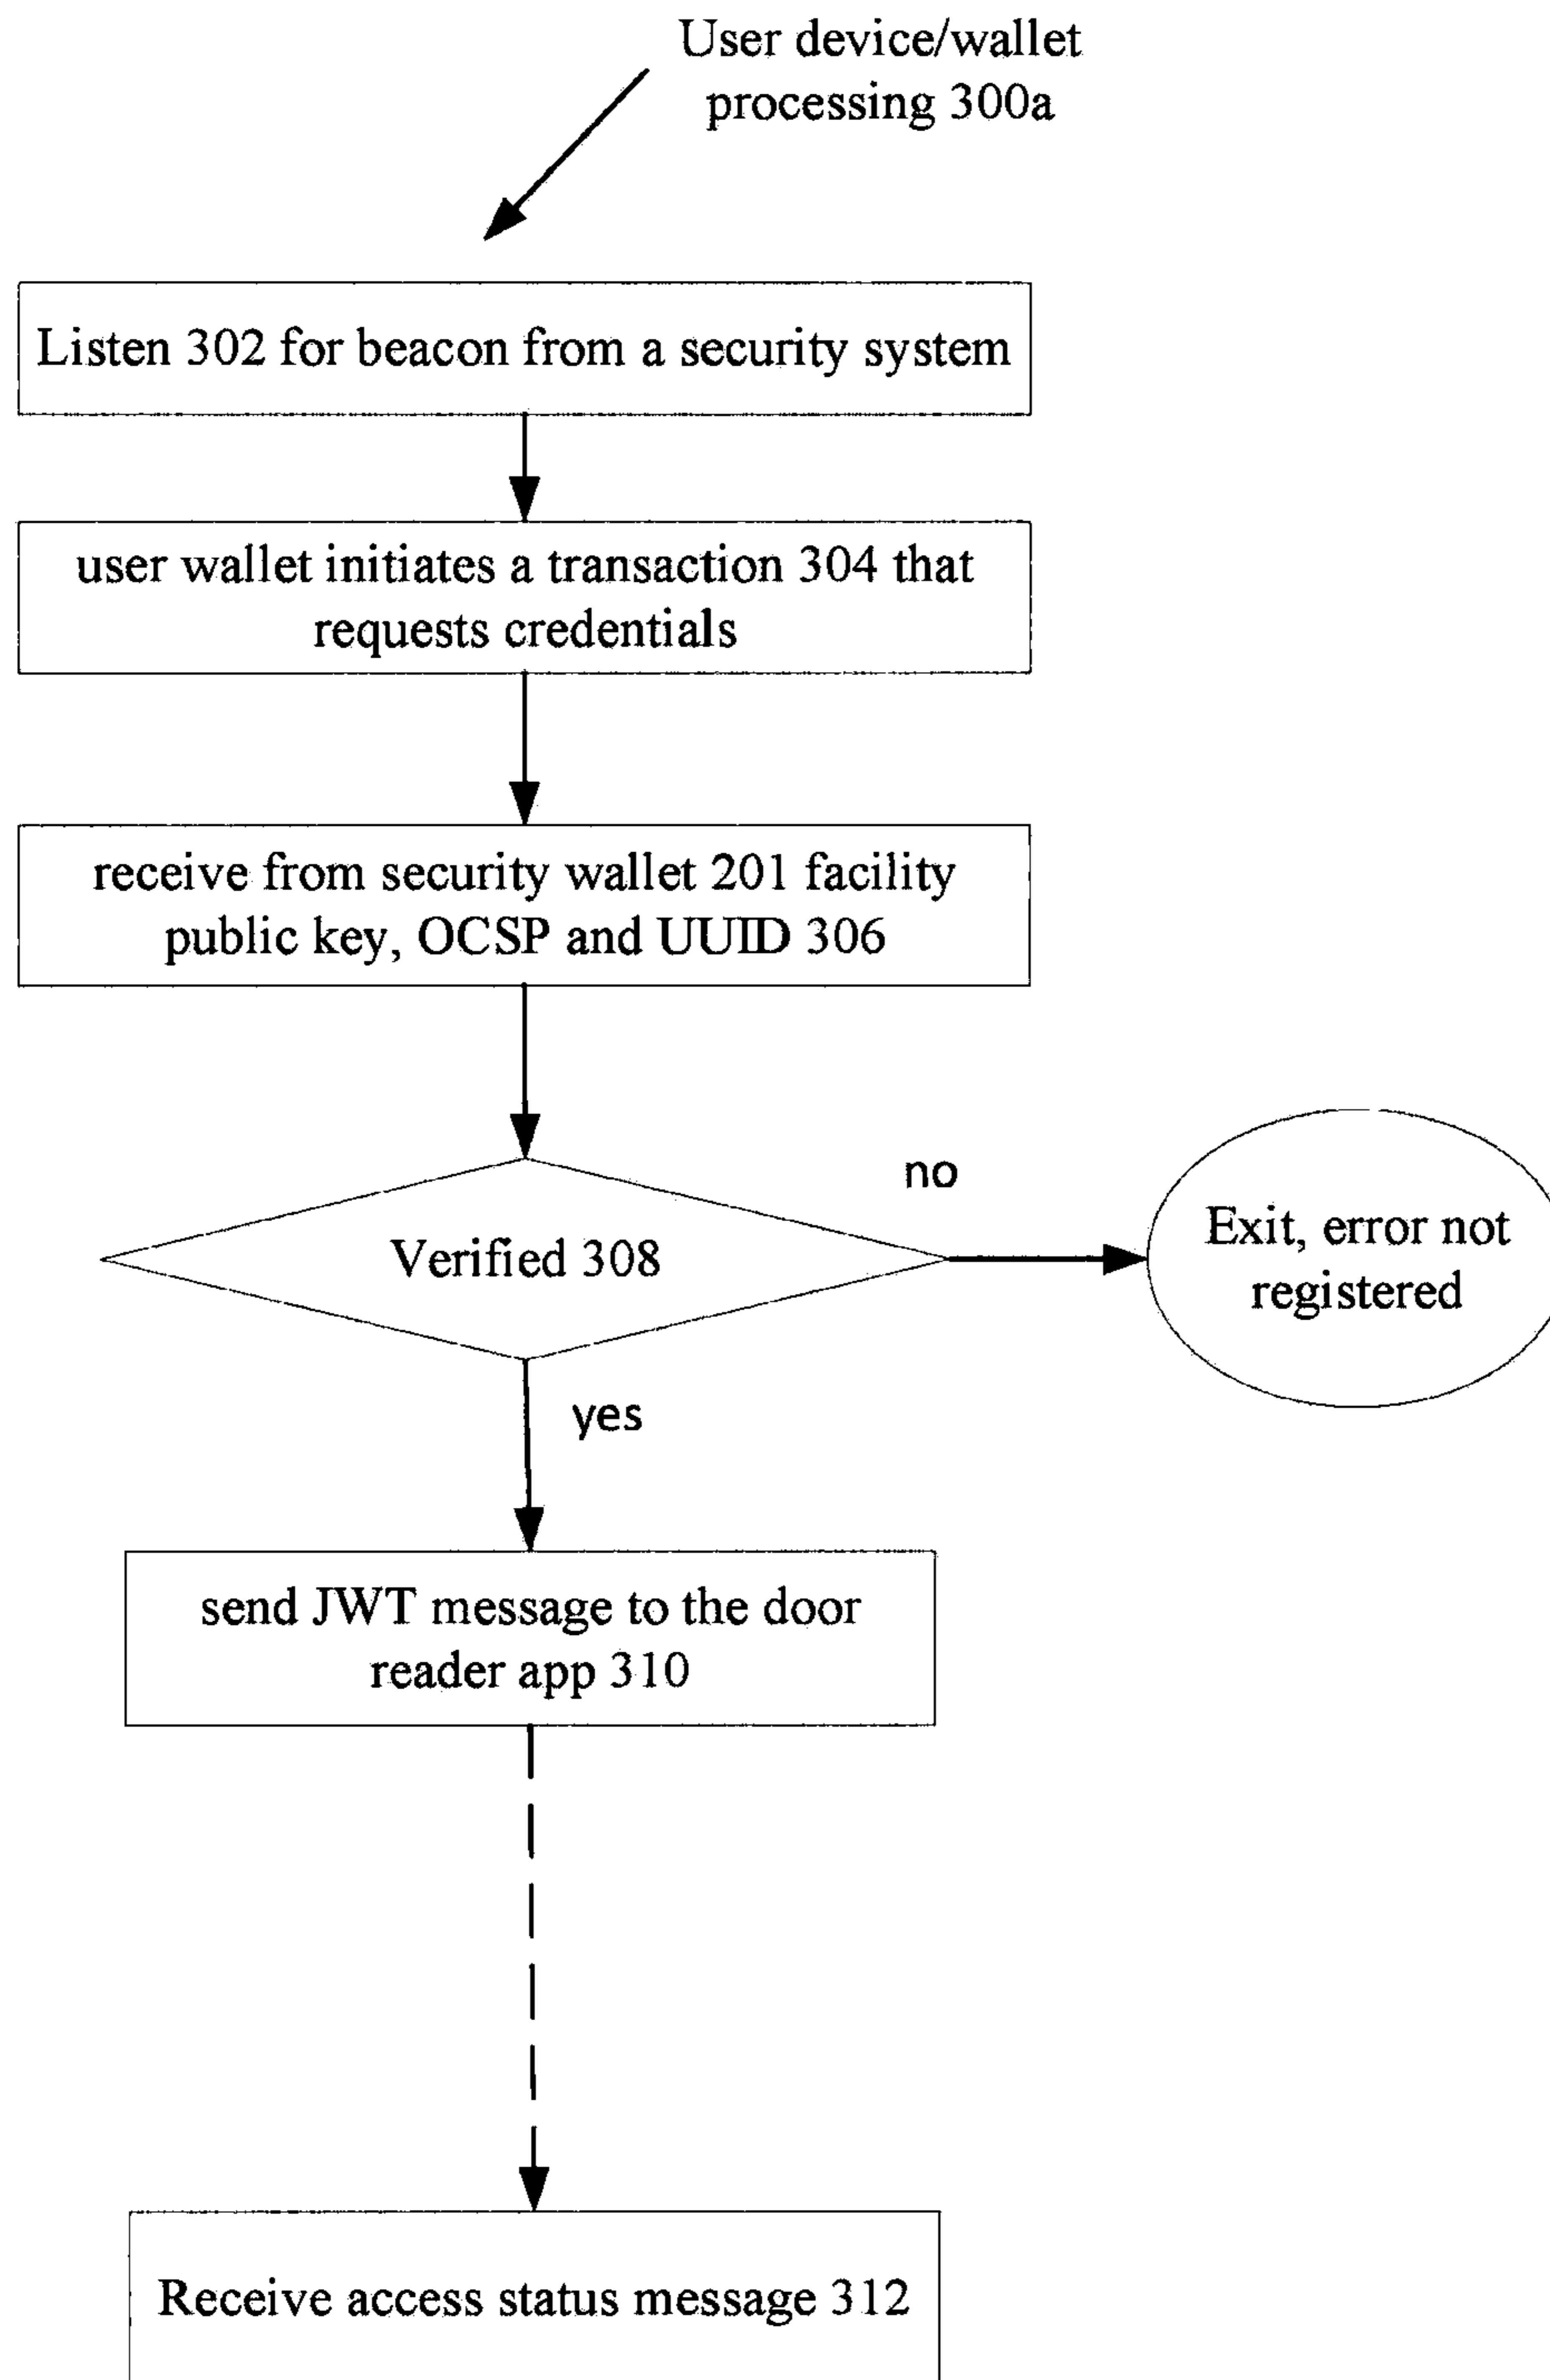 User device/wallet
processing 300a
Listen 302 for beacon from a security system
user wallet initiates a transaction 304 that
requests credentials
receive from security wallet 201 facility
public key, OCSP and UUID 306
no
Verified 308
Exit, error not
registered
yes
send JWT message to the door
reader app 310
Receive access status message 312